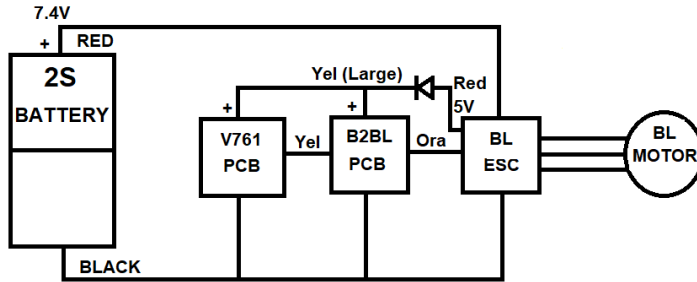 7.4V
+ RED
2S
BATTERY
Yel (Large)
Red
5V
+
+
V761
PCB
Yel
B2BL
PCB
Ora
BL
ESC
BL
MOTOR
BLACK